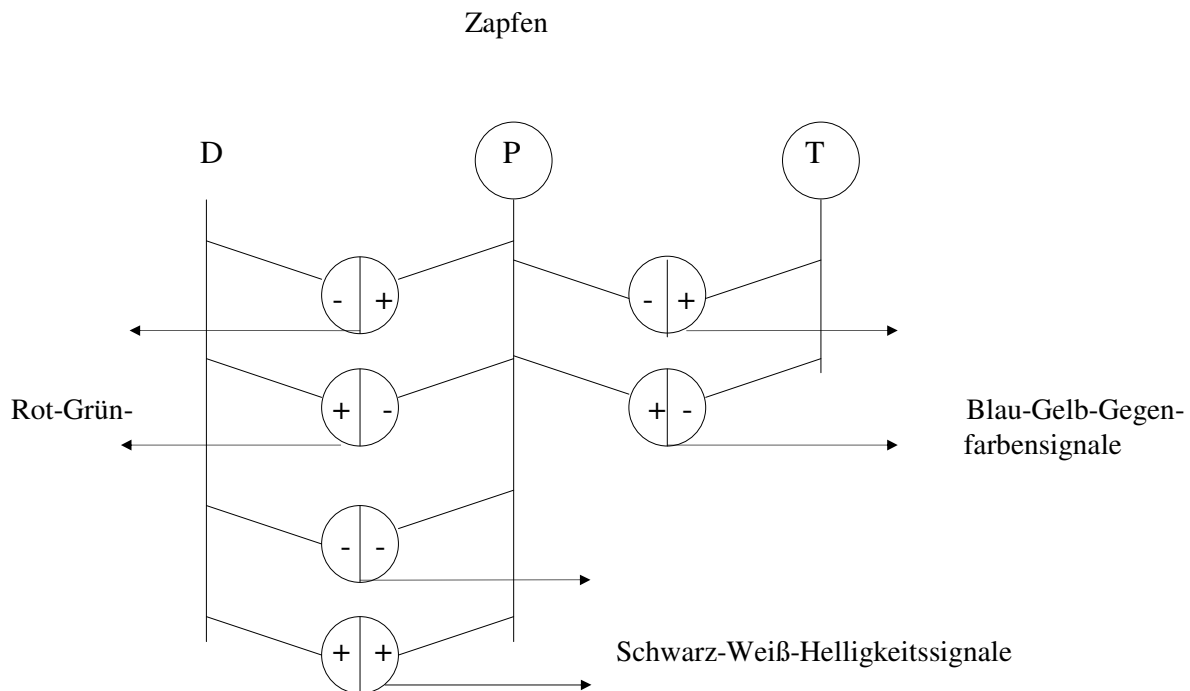 Zapfen
D P T
- + - +
+ - + -
Rot-Grün- Blau-Gelb-Gegen-
farbensignale
- -
+ + Schwarz-Weiß-Helligkeitssignale